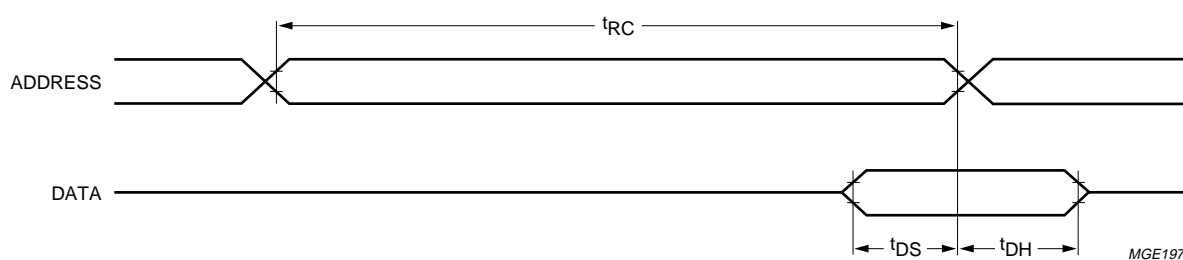 tRC
ADDRESS
DATA
tDS
tDH
MGE197